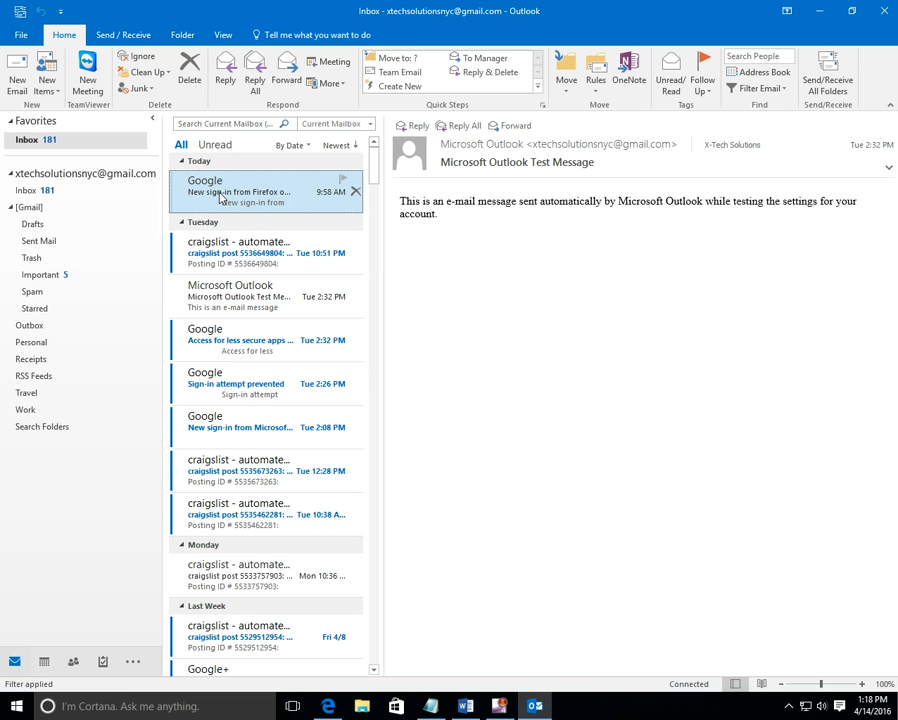 Inbox - xtechsolutionsnyc@gmail.com - Outlook
File Home Send / Receive Folder View Tell me what you want to do
New Email
New Items
New
New Meeting
TeamViewer
Ignore
Clean Up
Junk
Delete
Delete
Reply
Reply All
Forward
Meeting
More
Respond
Move to: ?
Team Email
Create New
To Manager
Reply & Delete
Quick Steps
Move
Rules
OneNote
Move
Unread/ Read
Follow Up
Tags
Search People
Address Book
Filter Email
Find
Send/Receive All Folders
Send/Receive
Favorites
Inbox 181
xtechsolutionsnyc@gmail.com
Inbox 181
[Gmail]
Drafts
Sent Mail
Trash
Important 5
Spam
Starred
Outbox
Personal
Receipts
RSS Feeds
Travel
Work
Search Folders
Search Current Mailbox (... Current Mailbox
All Unread By Date Newest
Today
Google
New sign-in from Firefox o... 9:58 AM
New sign-in from
Tuesday
craigslist - automate...
craigslist post 5536649804: ... Tue 10:51 PM
Posting ID # 5536649804:
Microsoft Outlook
Microsoft Outlook Test Me... Tue 2:32 PM
This is an e-mail message
Google
Access for less secure apps ... Tue 2:32 PM
Access for less
Google
Sign-in attempt prevented Tue 2:26 PM
Sign-in attempt
Google
New sign-in from Microsof... Tue 2:08 PM
craigslist - automate...
craigslist post 5535673263: ... Tue 12:28 PM
Posting ID # 5535673263:
craigslist - automate...
craigslist post 5535462281: ... Tue 10:38 A...
Posting ID # 5535462281:
Monday
craigslist - automate...
craigslist post 5533757903: ... Mon 10:36 ...
Posting ID # 5533757903:
Last Week
craigslist - automate...
craigslist post 5529512954: ... Fri 4/8
Posting ID # 5529512954:
Google+
Reply Reply All Forward
Microsoft Outlook <xtechsolutionsnyc@gmail.com> X-Tech Solutions Tue 2:32 PM
Microsoft Outlook Test Message
This is an e-mail message sent automatically by Microsoft Outlook while testing the settings for your
account.
Filter applied Connected 100%
I'm Cortana. Ask me anything.
1:18 PM
4/14/2016